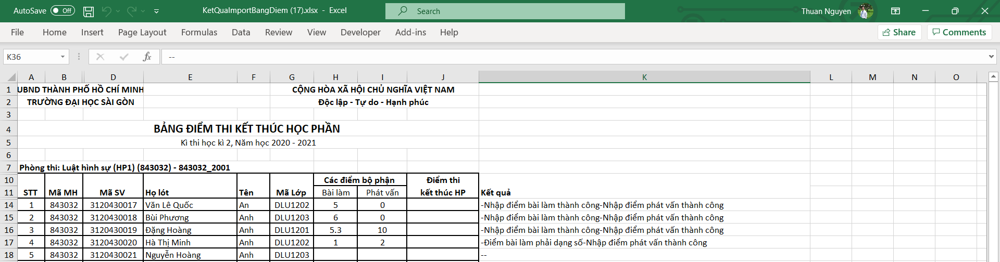 AutoSave Off KetQuaImportBangDiem (17).xlsx - Excel Search Thuan Nguyen
File Home Insert Page Layout Formulas Data Review View Developer Add-ins Help Share Comments
K36 fx --
A B D E F G H I J K L M N O
1 UBND THÀNH PHỐ HỒ CHÍ MINH CỘNG HÒA XÃ HỘI CHỦ NGHĨA VIỆT NAM
2 TRƯỜNG ĐẠI HỌC SÀI GÒN Độc lập - Tự do - Hạnh phúc
3
4 BẢNG ĐIỂM THI KẾT THÚC HỌC PHẦN
5 Kì thi học kì 2, Năm học 2020 - 2021
6
7 Phòng thi: Luật hình sự (HP1) (843032) - 843032_2001
10 Các điểm bộ phận Điểm thi
11 STT Mã MH Mã SV Họ lót Tên Mã Lớp Bài làm Phát vấn kết thúc HP Kết quả
14 1 843032 3120430017 Văn Lê Quốc An DLU1202 5 0 -Nhập điểm bài làm thành công-Nhập điểm phát vấn thành công
15 2 843032 3120430018 Bùi Phương Anh DLU1203 6 0 -Nhập điểm bài làm thành công-Nhập điểm phát vấn thành công
16 3 843032 3120430019 Đặng Hoàng Anh DLU1201 5.3 10 -Nhập điểm bài làm thành công-Nhập điểm phát vấn thành công
17 4 843032 3120430020 Hà Thị Minh Anh DLU1202 1 2 -Điểm bài làm phải dạng số-Nhập điểm phát vấn thành công
18 5 843032 3120430021 Nguyễn Hoàng Anh DLU1203 --